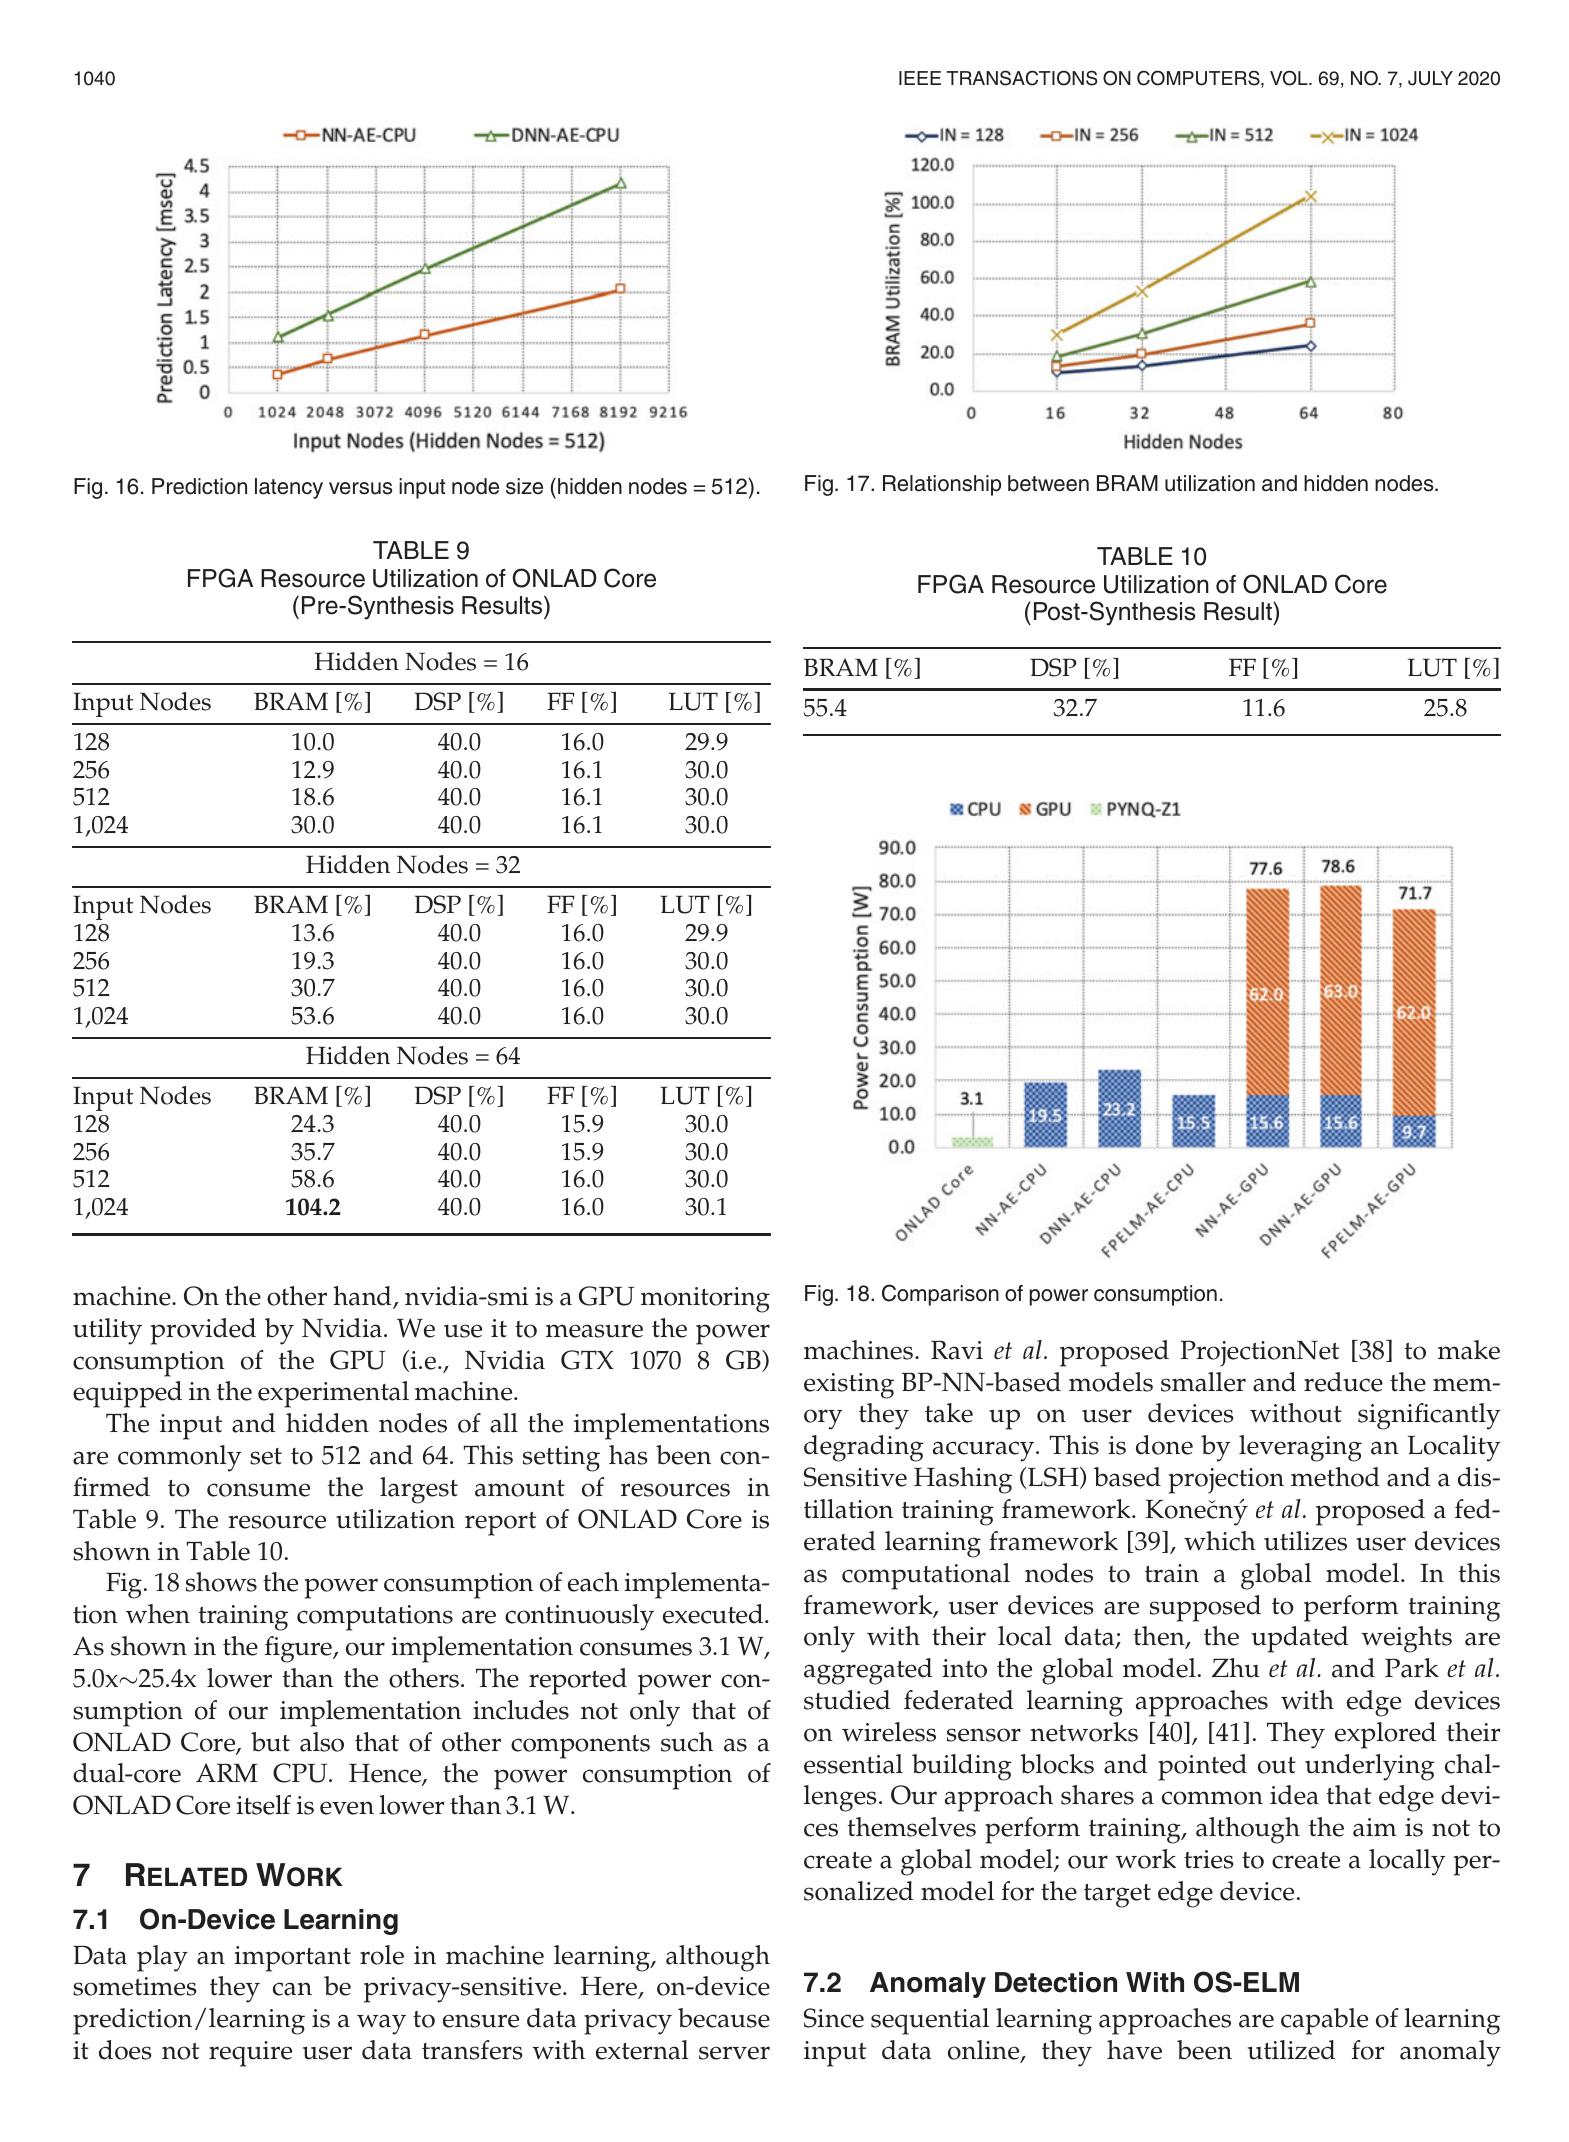 1040
IEEE TRANSACTIONS ON COMPUTERS, VOL. 69, NO. 7, JULY 2020
NN-AE-CPU DNN-AE-CPU
4.5
4
3.5
3
2.5
2
1.5
1
0.5
0
Prediction Latency [msec]
0 1024 2048 3072 4096 5120 6144 7168 8192 9216
Input Nodes (Hidden Nodes = 512)
Fig. 16. Prediction latency versus input node size (hidden nodes = 512).
TABLE 9
FPGA Resource Utilization of ONLAD Core
(Pre-Synthesis Results)
Hidden Nodes = 16
Input Nodes BRAM [%] DSP [%] FF [%] LUT [%]
128 10.0 40.0 16.0 29.9
256 12.9 40.0 16.1 30.0
512 18.6 40.0 16.1 30.0
1,024 30.0 40.0 16.1 30.0
Hidden Nodes = 32
Input Nodes BRAM [%] DSP [%] FF [%] LUT [%]
128 13.6 40.0 16.0 29.9
256 19.3 40.0 16.0 30.0
512 30.7 40.0 16.0 30.0
1,024 53.6 40.0 16.0 30.0
Hidden Nodes = 64
Input Nodes BRAM [%] DSP [%] FF [%] LUT [%]
128 24.3 40.0 15.9 30.0
256 35.7 40.0 15.9 30.0
512 58.6 40.0 16.0 30.0
1,024 104.2 40.0 16.0 30.1
machine. On the other hand, nvidia-smi is a GPU monitoring
utility provided by Nvidia. We use it to measure the power
consumption of the GPU (i.e., Nvidia GTX 1070 8 GB)
equipped in the experimental machine.
The input and hidden nodes of all the implementations
are commonly set to 512 and 64. This setting has been con-
firmed to consume the largest amount of resources in
Table 9. The resource utilization report of ONLAD Core is
shown in Table 10.
Fig. 18 shows the power consumption of each implementa-
tion when training computations are continuously executed.
As shown in the figure, our implementation consumes 3.1 W,
5.0x~25.4x lower than the others. The reported power con-
sumption of our implementation includes not only that of
ONLAD Core, but also that of other components such as a
dual-core ARM CPU. Hence, the power consumption of
ONLAD Core itself is even lower than 3.1 W.
7 RELATED WORK
7.1 On-Device Learning
Data play an important role in machine learning, although
sometimes they can be privacy-sensitive. Here, on-device
prediction/learning is a way to ensure data privacy because
it does not require user data transfers with external server
IN = 128 IN = 256 IN = 512 IN = 1024
120.0
100.0
80.0
60.0
40.0
20.0
0.0
BRAM Utilization [%]
0 16 32 48 64 80
Hidden Nodes
Fig. 17. Relationship between BRAM utilization and hidden nodes.
TABLE 10
FPGA Resource Utilization of ONLAD Core
(Post-Synthesis Result)
BRAM [%] DSP [%] FF [%] LUT [%]
55.4 32.7 11.6 25.8
CPU GPU PYNQ-Z1
90.0
80.0
70.0
60.0
50.0
40.0
30.0
20.0
10.0
0.0
Power Consumption [W]
77.6 78.6 71.7
62.0 63.0 62.0
3.1 19.5 23.2 15.5 15.6 15.6 9.7
ONLAD Core NN-AE-CPU DNN-AE-CPU FPELM-AE-CPU NN-AE-GPU DNN-AE-GPU FPELM-AE-GPU
Fig. 18. Comparison of power consumption.
machines. Ravi et al. proposed ProjectionNet [38] to make
existing BP-NN-based models smaller and reduce the mem-
ory they take up on user devices without significantly
degrading accuracy. This is done by leveraging an Locality
Sensitive Hashing (LSH) based projection method and a dis-
tillation training framework. Konečný et al. proposed a fed-
erated learning framework [39], which utilizes user devices
as computational nodes to train a global model. In this
framework, user devices are supposed to perform training
only with their local data; then, the updated weights are
aggregated into the global model. Zhu et al. and Park et al.
studied federated learning approaches with edge devices
on wireless sensor networks [40], [41]. They explored their
essential building blocks and pointed out underlying chal-
lenges. Our approach shares a common idea that edge devi-
ces themselves perform training, although the aim is not to
create a global model; our work tries to create a locally per-
sonalized model for the target edge device.
7.2 Anomaly Detection With OS-ELM
Since sequential learning approaches are capable of learning
input data online, they have been utilized for anomaly